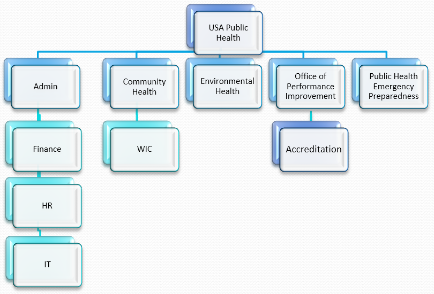 USA Public
Health
Admin
Community
Health
Environmental
Health
Office of
Performance
Improvement
Public Health
Emergency
Preparedness
Finance
WIC
Accreditation
HR
IT